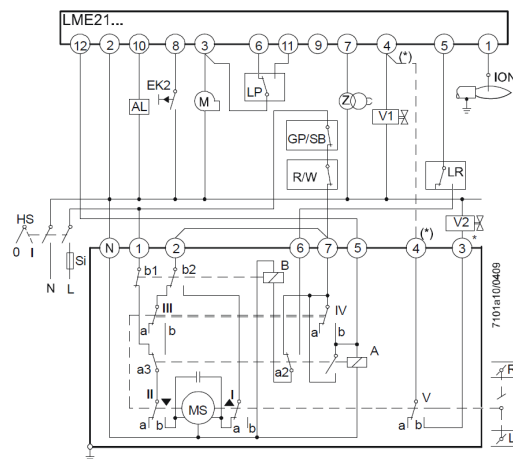 LME21...
12 2 10 8 3 6 11 9 7 4 (*) 5 1
EK2
ION
LP
AL
M
Z
V1
GP/SB
R/W
LR
HS
V2
*
0 I
Si
N L
N 1 2 6 7 5 4 (*) 3
b1 b2
B
7101a10/0409
III
IV
a b
a b
A
a3
a2
R
II
I
V
MS
a b
a b
a b
L